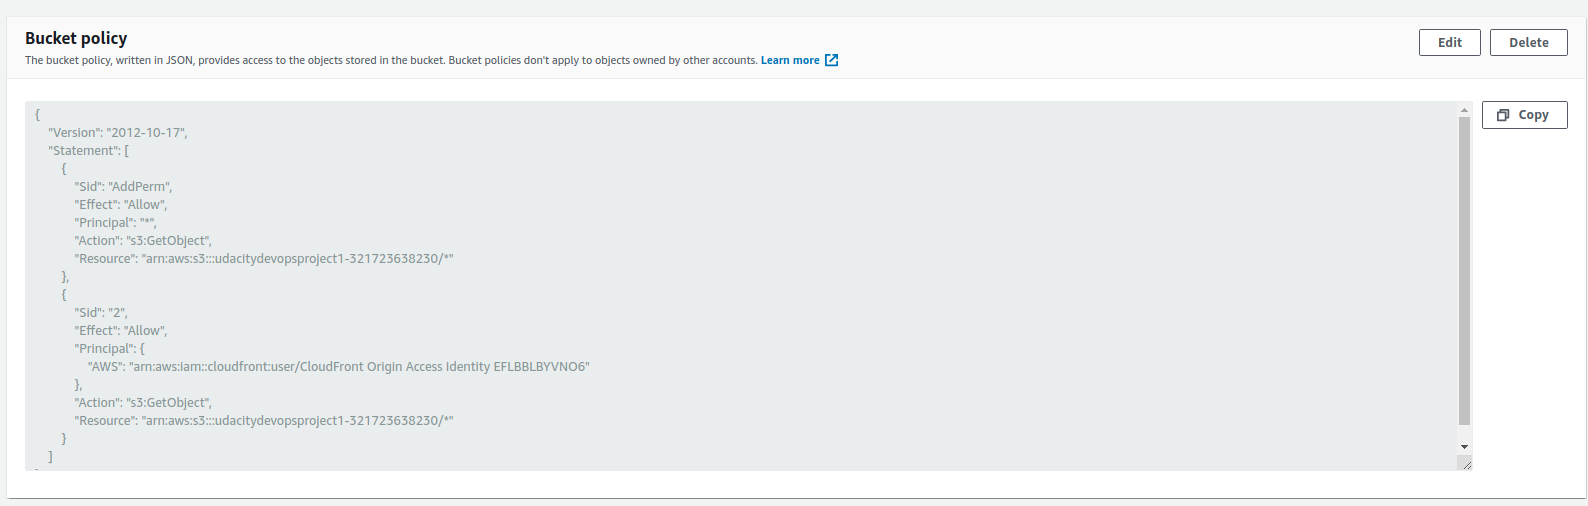 Bucket policy
Edit
Delete
The bucket policy, written in JSON, provides access to the objects stored in the bucket. Bucket policies don't apply to objects owned by other accounts. Learn more
Copy
{
"Version": "2012-10-17",
"Statement": [
{
"Sid": "AddPerm",
"Effect": "Allow",
"Principal": "*",
"Action": "s3:GetObject",
"Resource": "arn:aws:s3:::udacitydevopsproject1-321723638230/*"
},
{
"Sid": "2",
"Effect": "Allow",
"Principal": {
"AWS": "arn:aws:iam::cloudfront:user/CloudFront Origin Access Identity EFLBBLBYVNO6"
},
"Action": "s3:GetObject",
"Resource": "arn:aws:s3:::udacitydevopsproject1-321723638230/*"
}
]